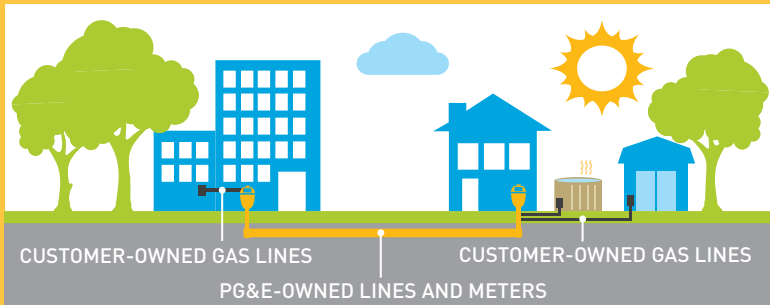 CUSTOMER-OWNED GAS LINES
CUSTOMER-OWNED GAS LINES
PG&E-OWNED LINES AND METERS